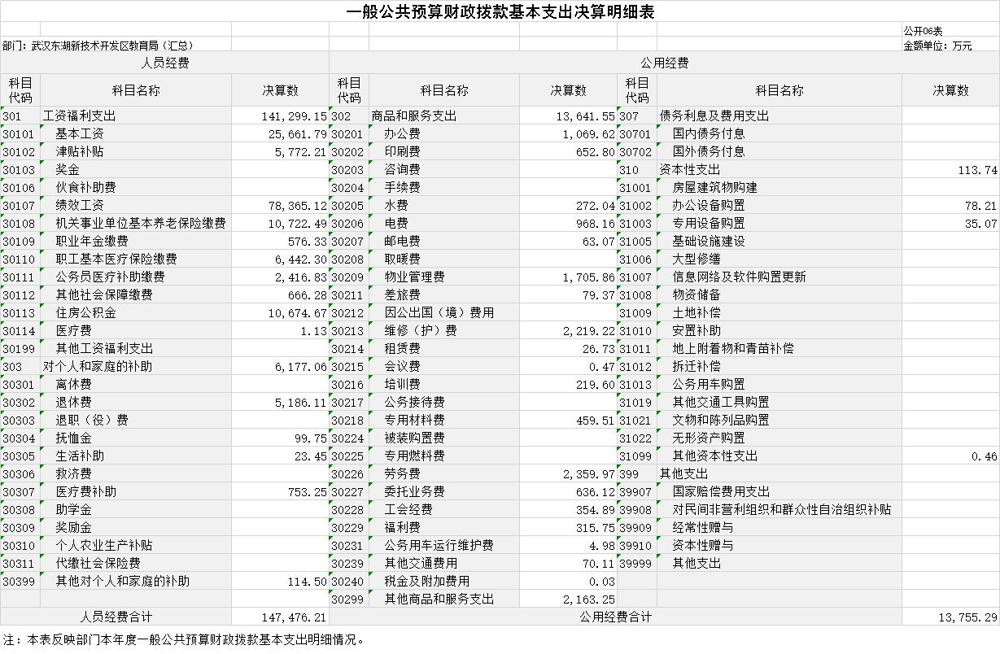 一般公共预算财政拨款基本支出决算明细表
公开06表
部门：武汉东湖新技术开发区教育局（汇总） 金额单位：万元
人员经费 公用经费
科目代码 科目名称 决算数 科目代码 科目名称 决算数 科目代码 科目名称 决算数
301 工资福利支出 141,299.15 302 商品和服务支出 13,641.55 307 债务利息及费用支出
30101 基本工资 25,661.79 30201 办公费 1,069.62 30701 国内债务付息
30102 津贴补贴 5,772.21 30202 印刷费 652.80 30702 国外债务付息
30103 奖金 30203 咨询费 310 资本性支出 113.74
30106 伙食补助费 30204 手续费 31001 房屋建筑物购建
30107 绩效工资 78,365.12 30205 水费 272.04 31002 办公设备购置 78.21
30108 机关事业单位基本养老保险缴费 10,722.49 30206 电费 968.16 31003 专用设备购置 35.07
30109 职业年金缴费 576.33 30207 邮电费 63.07 31005 基础设施建设
30110 职工基本医疗保险缴费 6,442.30 30208 取暖费 31006 大型修缮
30111 公务员医疗补助缴费 2,416.83 30209 物业管理费 1,705.86 31007 信息网络及软件购置更新
30112 其他社会保障缴费 666.28 30211 差旅费 79.37 31008 物资储备
30113 住房公积金 10,674.67 30212 因公出国（境）费用 31009 土地补偿
30114 医疗费 1.13 30213 维修（护）费 2,219.22 31010 安置补助
30199 其他工资福利支出 30214 租赁费 26.73 31011 地上附着物和青苗补偿
303 对个人和家庭的补助 6,177.06 30215 会议费 0.47 31012 拆迁补偿
30301 离休费 30216 培训费 219.60 31013 公务用车购置
30302 退休费 5,186.11 30217 公务接待费 31019 其他交通工具购置
30303 退职（役）费 30218 专用材料费 459.51 31021 文物和陈列品购置
30304 抚恤金 99.75 30224 被装购置费 31022 无形资产购置
30305 生活补助 23.45 30225 专用燃料费 31099 其他资本性支出 0.46
30306 救济费 30226 劳务费 2,359.97 399 其他支出
30307 医疗费补助 753.25 30227 委托业务费 636.12 39907 国家赔偿费用支出
30308 助学金 30228 工会经费 354.89 39908 对民间非营利组织和群众性自治组织补贴
30309 奖励金 30229 福利费 315.75 39909 经常性赠与
30310 个人农业生产补贴 30231 公务用车运行维护费 4.98 39910 资本性赠与
30311 代缴社会保险费 30239 其他交通费用 70.11 39999 其他支出
30399 其他对个人和家庭的补助 114.50 30240 税金及附加费用 0.03
30299 其他商品和服务支出 2,163.25
人员经费合计 147,476.21 公用经费合计 13,755.29
注：本表反映部门本年度一般公共预算财政拨款基本支出明细情况。